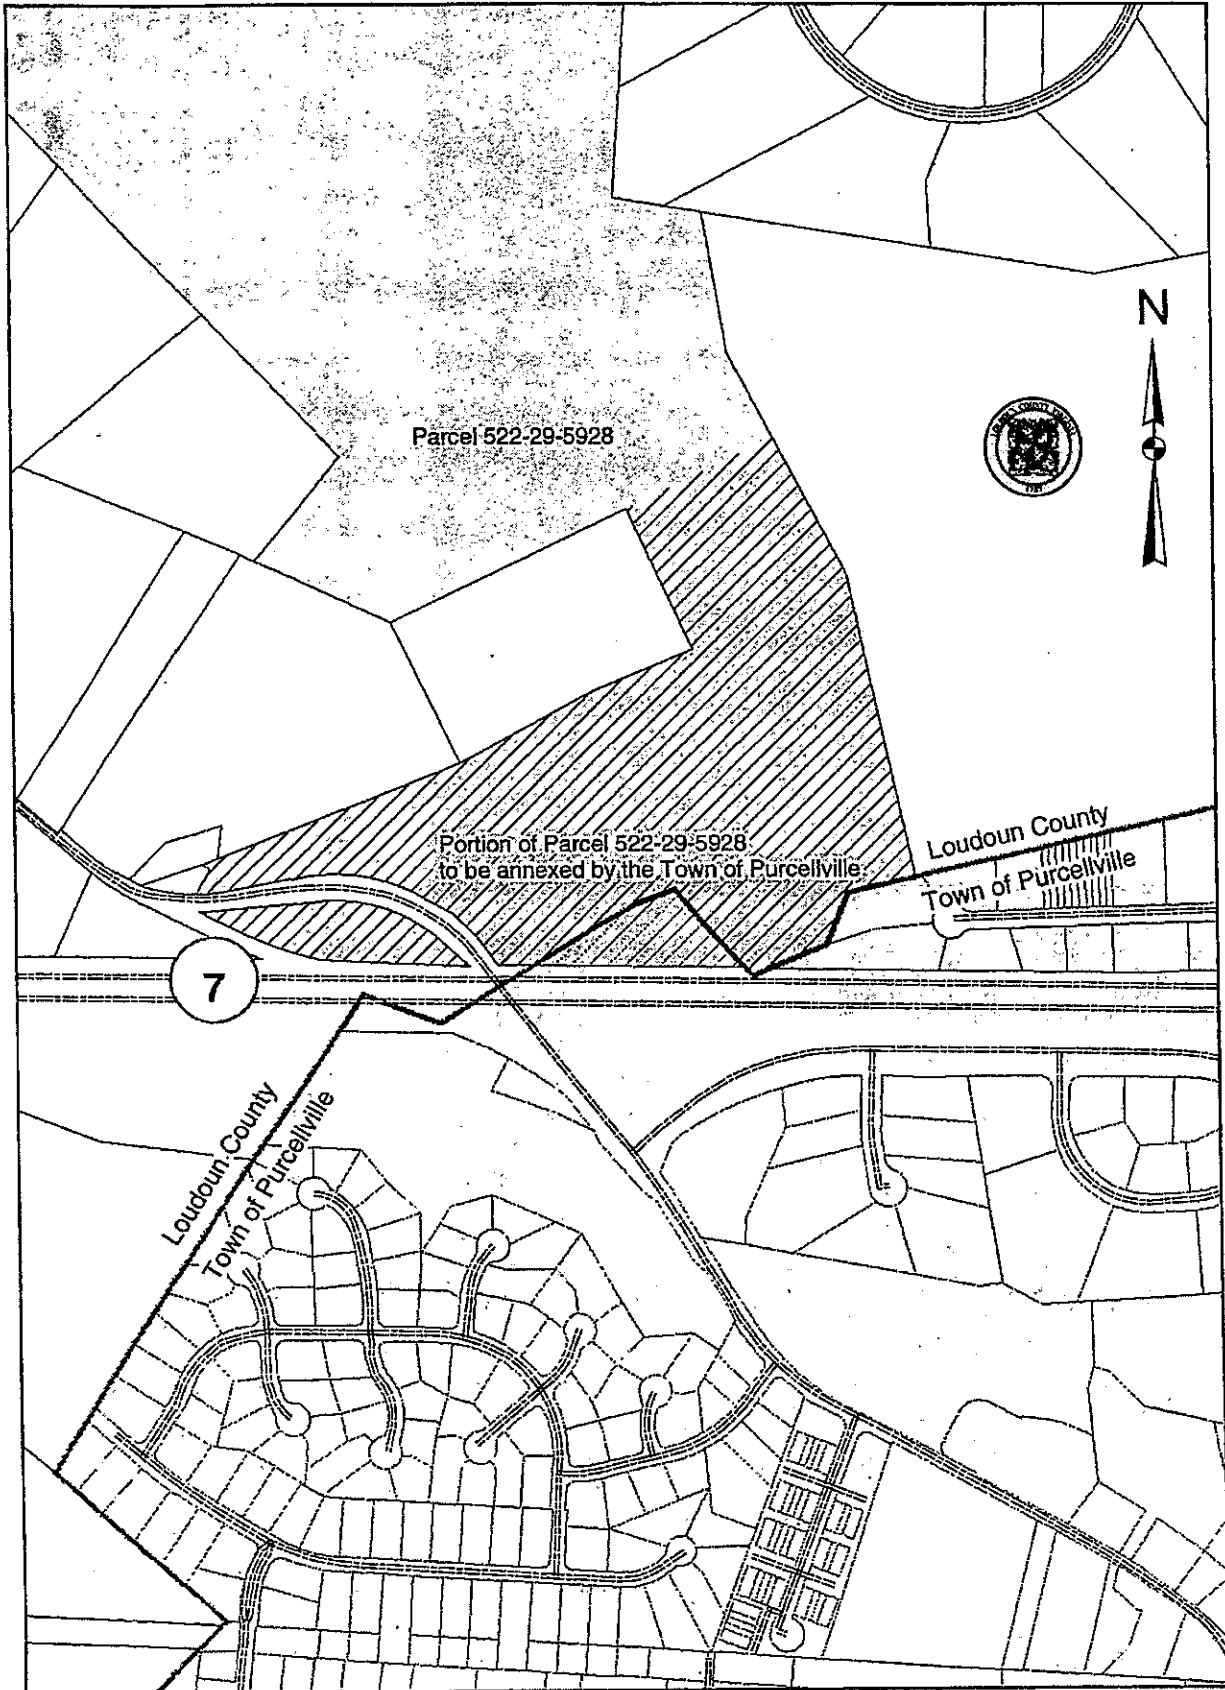 N
Parcel 522-29-5928
Portion of Parcel 522-29-5928
to be annexed by the Town of Purcellville
Loudoun County
Town of Purcellville
7
Loudoun County
Town of Purcellville